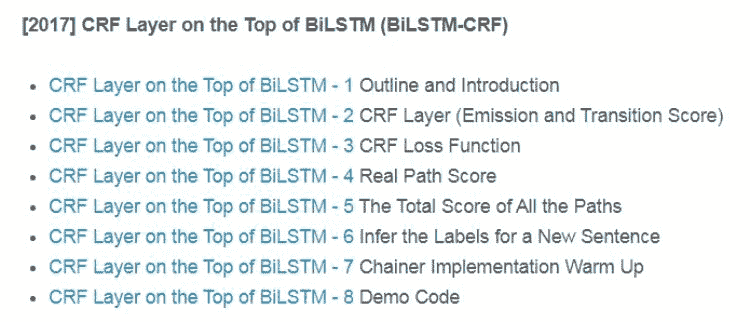 [2017] CRF Layer on the Top of BiLSTM (BiLSTM-CRF)
• CRF Layer on the Top of BiLSTM - 1 Outline and Introduction
• CRF Layer on the Top of BiLSTM - 2 CRF Layer (Emission and Transition Score)
• CRF Layer on the Top of BiLSTM - 3 CRF Loss Function
• CRF Layer on the Top of BiLSTM - 4 Real Path Score
• CRF Layer on the Top of BiLSTM - 5 The Total Score of All the Paths
• CRF Layer on the Top of BiLSTM - 6 Infer the Labels for a New Sentence
• CRF Layer on the Top of BiLSTM - 7 Chainer Implementation Warm Up
• CRF Layer on the Top of BiLSTM - 8 Demo Code